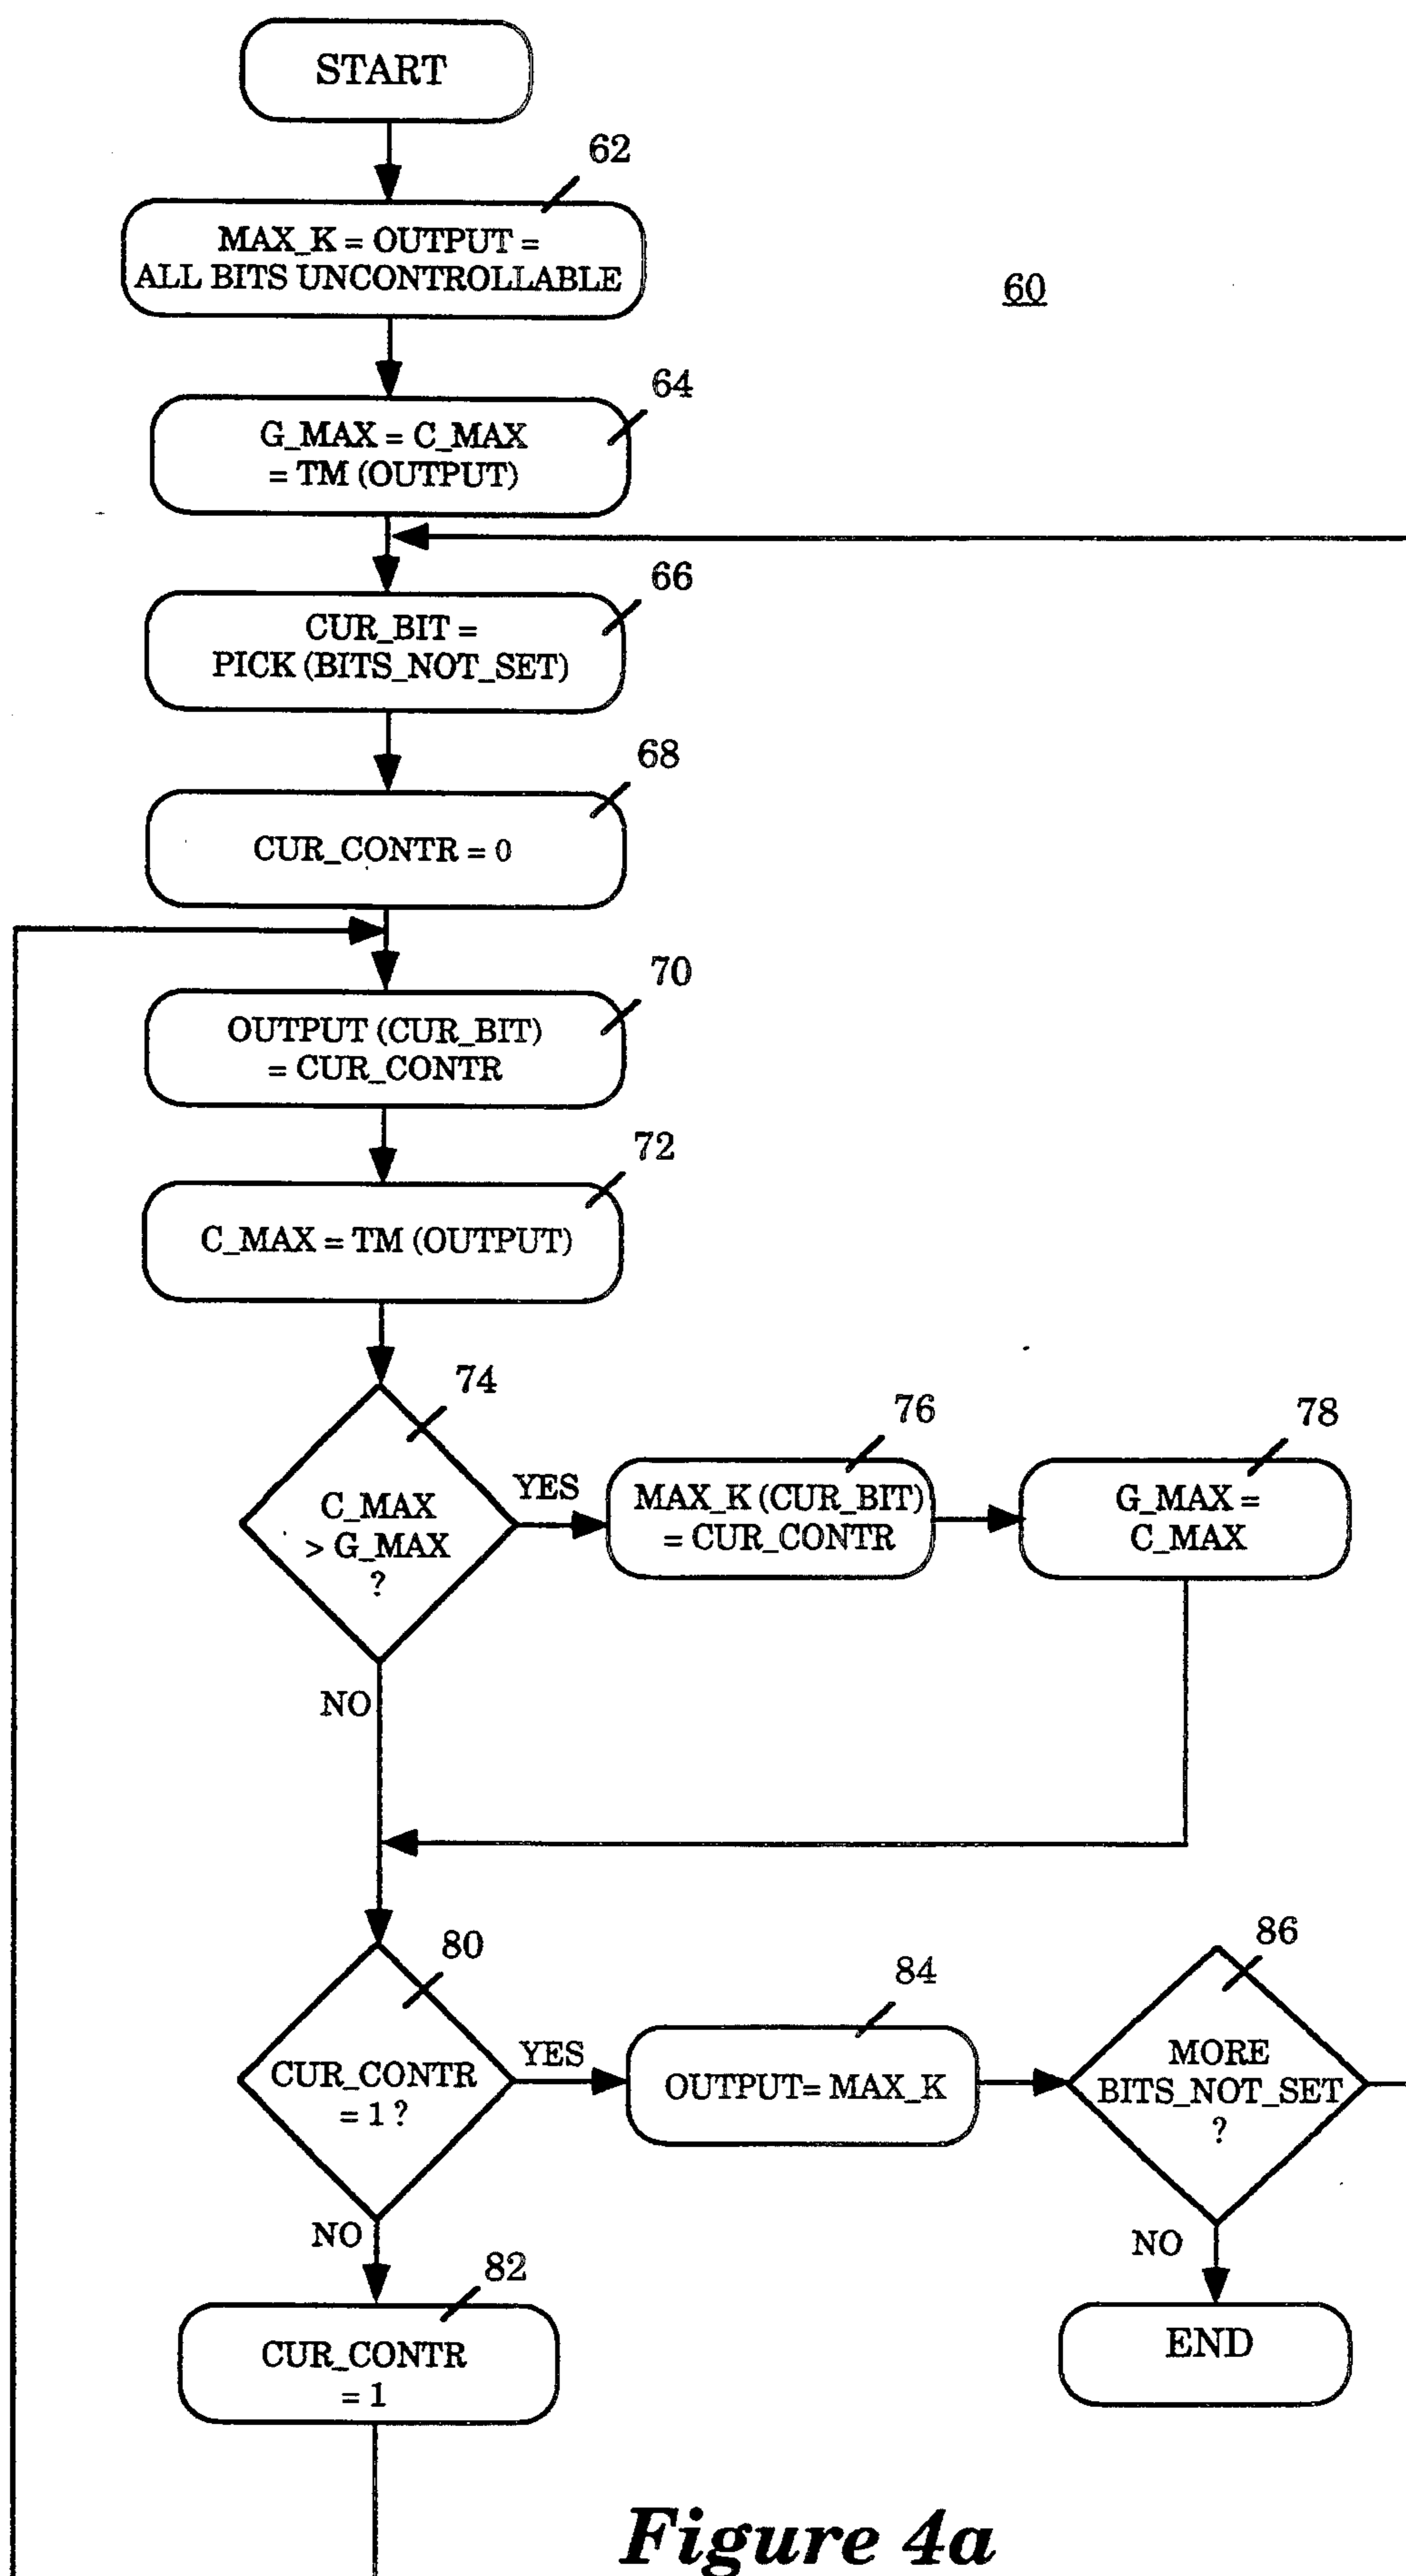 START
62
MAX_K = OUTPUT =
ALL BITS UNCONTROLLABLE
60
64
G_MAX = C_MAX
= TM (OUTPUT)
66
CUR_BIT =
PICK (BITS_NOT_SET)
68
CUR_CONTR = 0
70
OUTPUT (CUR_BIT)
= CUR_CONTR
72
C_MAX = TM (OUTPUT)
74
C_MAX
> G_MAX
?
YES
76
MAX_K (CUR_BIT)
= CUR_CONTR
78
G_MAX =
C_MAX
NO
80
CUR_CONTR
= 1 ?
YES
84
OUTPUT= MAX_K
86
MORE
BITS_NOT_SET
?
NO
82
CUR_CONTR
= 1
NO
END
Figure 4a